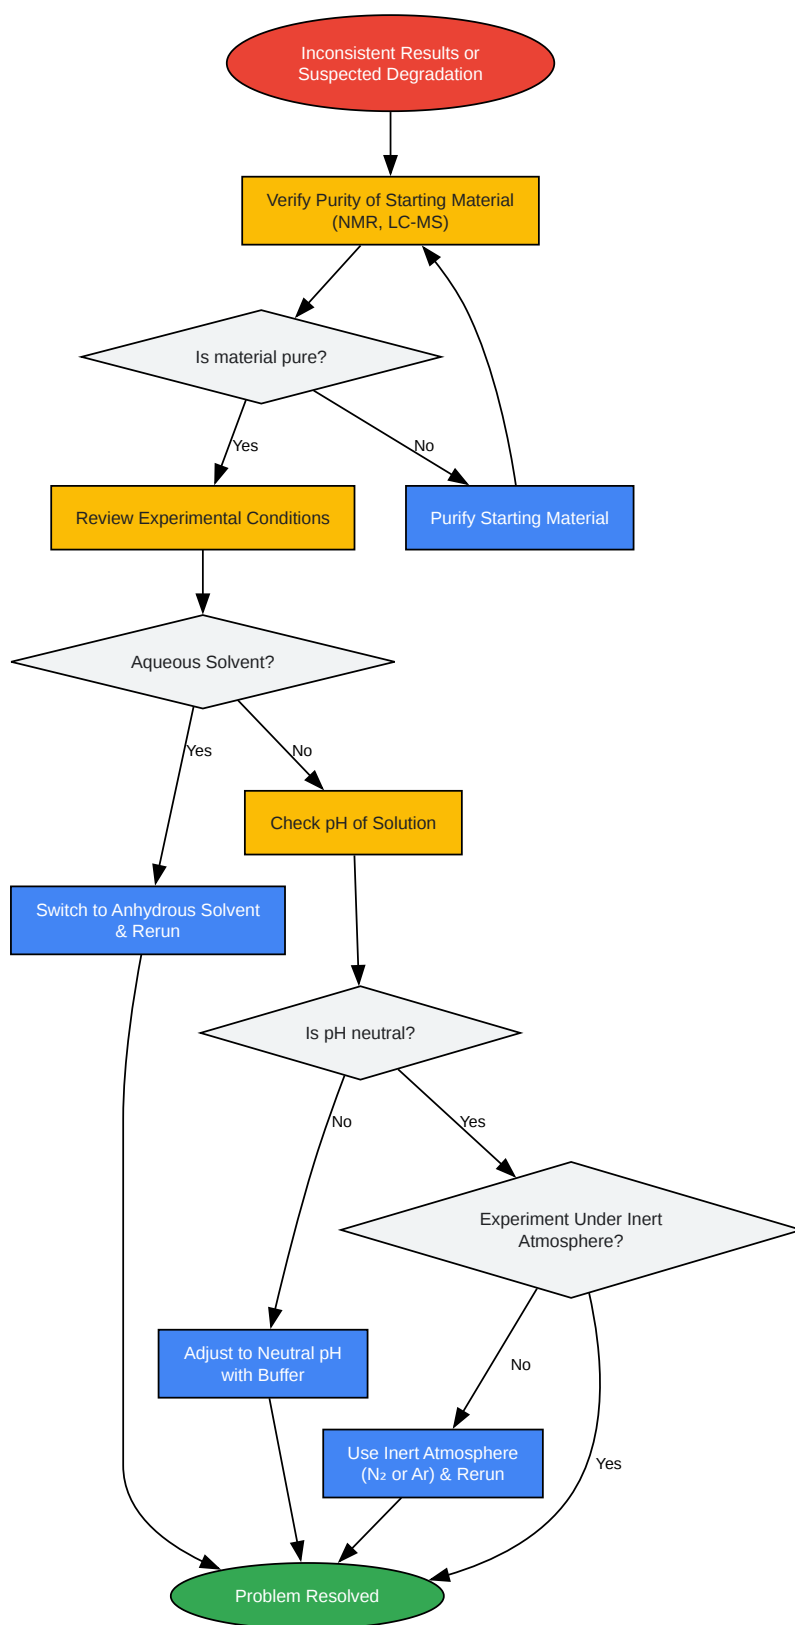 Inconsistent Results or
Suspected Degradation
Verify Purity of Starting Material
(NMR, LC-MS)
Is material pure?
Yes
No
Review Experimental Conditions
Purify Starting Material
Aqueous Solvent?
Yes
No
Check pH of Solution
Switch to Anhydrous Solvent
& Rerun
Is pH neutral?
No
Yes
Experiment Under Inert
Atmosphere?
Adjust to Neutral pH
with Buffer
No
Use Inert Atmosphere
(N₂ or Ar) & Rerun
Yes
Problem Resolved